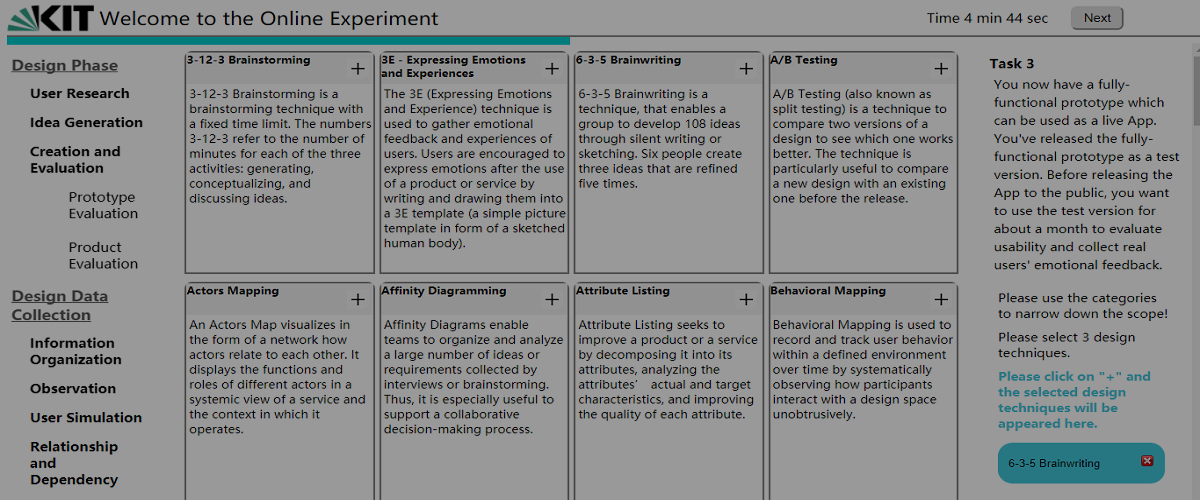 KIT Welcome to the Online Experiment
Time 4 min 44 sec
Next
Design Phase
User Research
Idea Generation
Creation and
Evaluation
Prototype
Evaluation
Product
Evaluation
Design Data
Collection
Information
Organization
Observation
User Simulation
Relationship
and
Dependency
3-12-3 Brainstorming
+
3-12-3 Brainstorming is a
brainstorming technique with
a fixed time limit. The numbers
3-12-3 refer to the number of
minutes for each of the three
activities: generating,
conceptualizing, and
discussing ideas.
3E - Expressing Emotions
and Experiences
+
The 3E (Expressing Emotions
and Experience) technique is
used to gather emotional
feedback and experiences of
users. Users are encouraged to
express emotions after the use
of a product or service by
writing and drawing them into
a 3E template (a simple picture
template in form of a sketched
human body).
6-3-5 Brainwriting
+
6-3-5 Brainwriting is a
technique, that enables a
group to develop 108 ideas
through silent writing or
sketching. Six people create
three ideas that are refined
five times.
A/B Testing
+
A/B Testing (also known as
split testing) is a technique to
compare two versions of a
design to see which one works
better. The technique is
particularly useful to compare
a new design with an existing
one before the release.
Actors Mapping
+
An Actors Map visualizes in
the form of a network how
actors relate to each other. It
displays the functions and
roles of different actors in a
systemic view of a service and
the context in which it
operates.
Affinity Diagramming
+
Affinity Diagrams enable
teams to organize and analyze
a large number of ideas or
requirements collected by
interviews or brainstorming.
Thus, it is especially useful to
support a collaborative
decision-making process.
Attribute Listing
+
Attribute Listing seeks to
improve a product or a service
by decomposing it into its
attributes, analyzing the
attributes’ actual and target
characteristics, and improving
the quality of each attribute.
Behavioral Mapping
+
Behavioral Mapping is used to
record and track user behavior
within a defined environment
over time by systematically
observing how participants
interact with a design space
unobtrusively.
Task 3
You now have a fully-
functional prototype which
can be used as a live App.
You've released the fully-
functional prototype as a test
version. Before releasing the
App to the public, you want
to use the test version for
about a month to evaluate
usability and collect real
users' emotional feedback.
Please use the categories
to narrow down the scope!
Please select 3 design
techniques.
Please click on "+" and
the selected design
techniques will be
appeared here.
6-3-5 Brainwriting